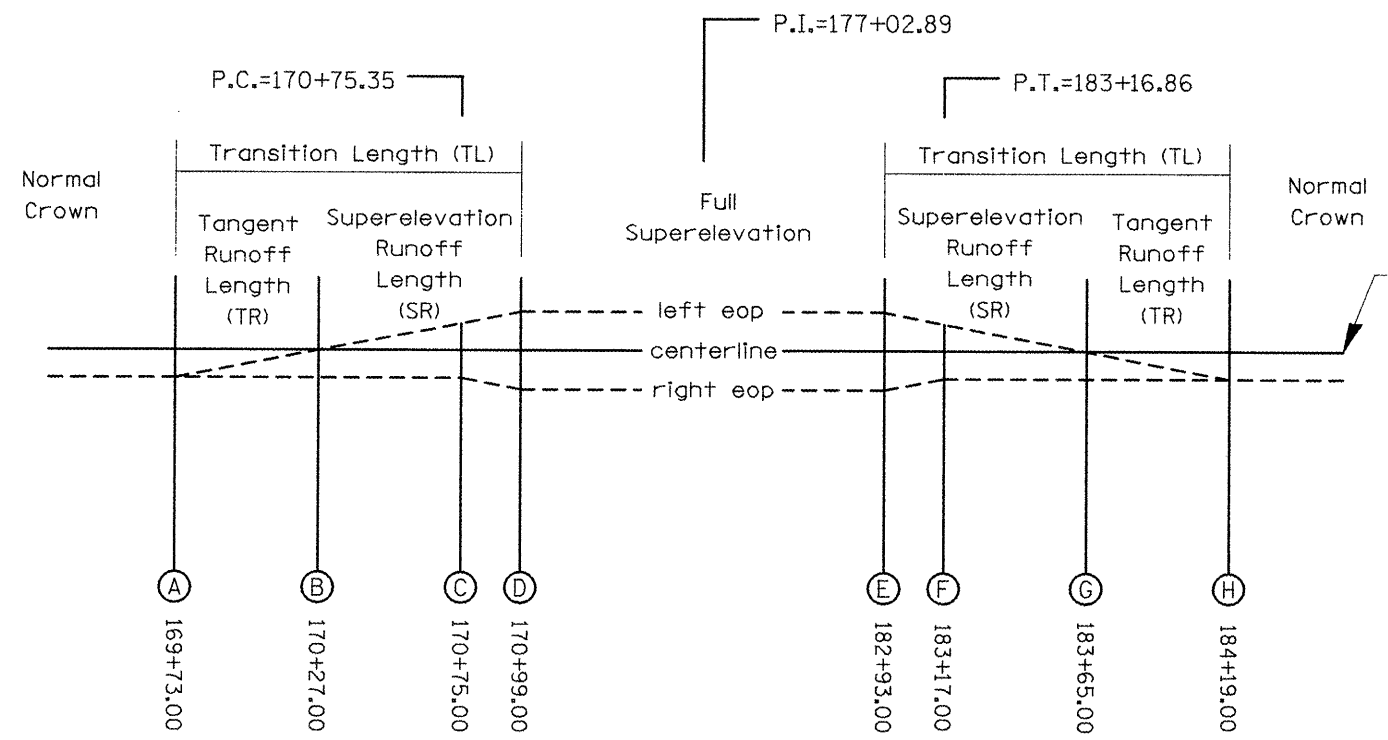 P.I.=177+02.89
P.C.=170+75.35
P.T.=183+16.86
Transition Length (TL)
Transition Length (TL)
Normal
Crown
Tangent
Runoff
Length
(TR)
Superelevation
Runoff
Length
(SR)
Full
Superelevation
Superelevation
Runoff
Length
(SR)
Tangent
Runoff
Length
(TR)
Normal
Crown
left eop
centerline
right eop
A
B
C
D
E
F
G
H
169+73.00
170+27.00
170+75.00
170+99.00
182+93.00
183+17.00
183+65.00
184+19.00